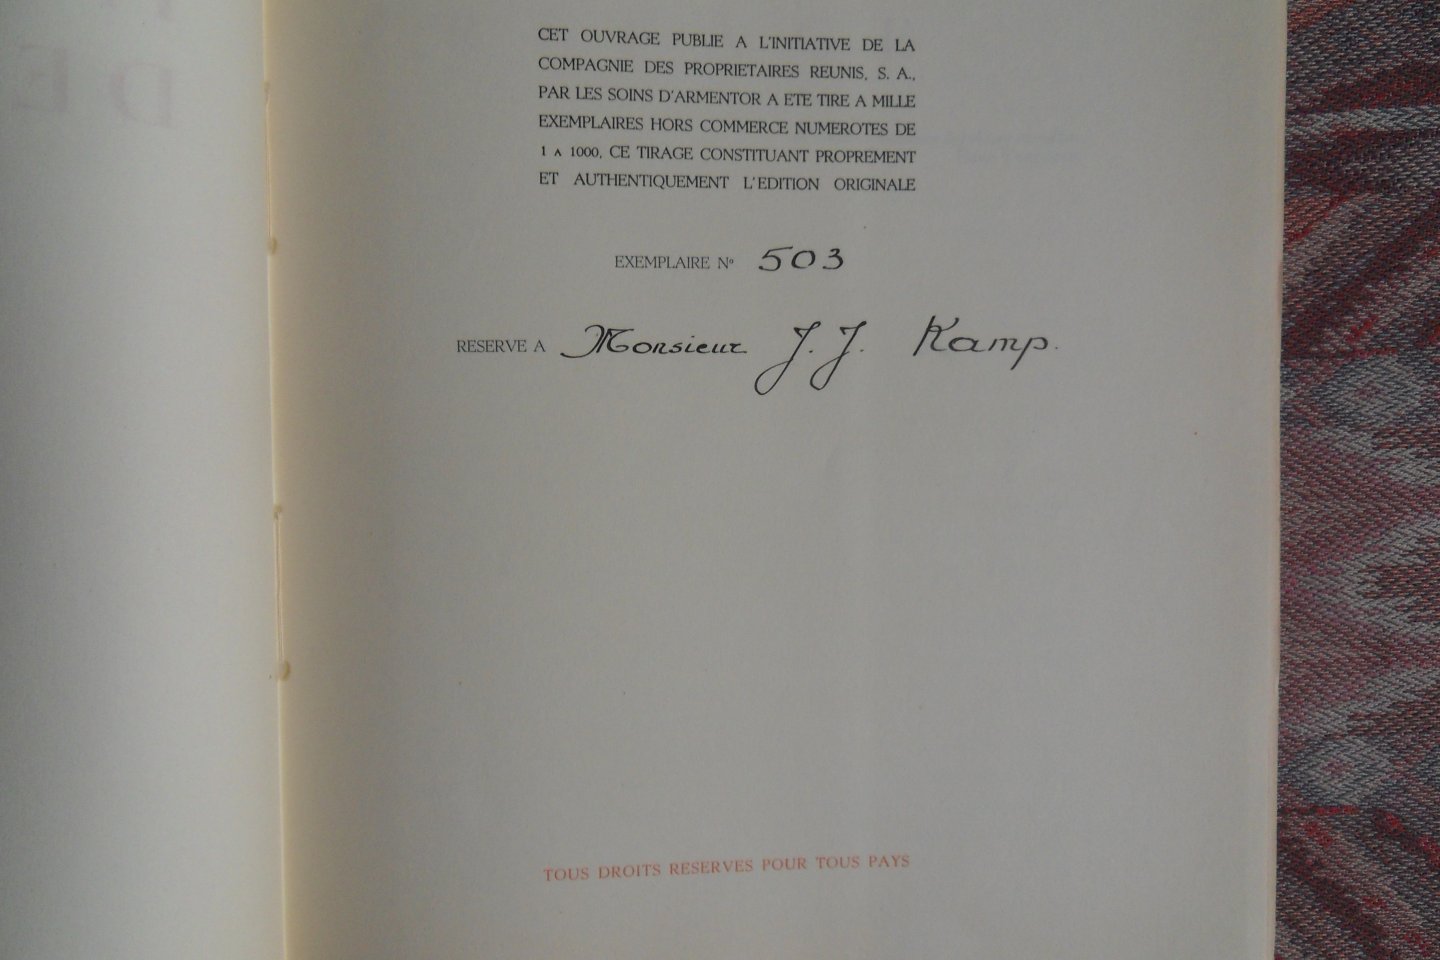 CET OUVRAGE PUBLIE A L'INITIATIVE DE LA
COMPAGNIE DES PROPRIETAIRES REUNIS, S. A.,
PAR LES SOINS D'ARMENTOR A ETE TIRE A MILLE
EXEMPLAIRES HORS COMMERCE NUMEROTES DE
1 A 1000, CE TIRAGE CONSTITUANT PROPREMENT
ET AUTHENTIQUEMENT L'EDITION ORIGINALE
EXEMPLAIRE Nº 503
RESERVE A Monsieur J. J. Kamp.
TOUS DROITS RESERVES POUR TOUS PAYS